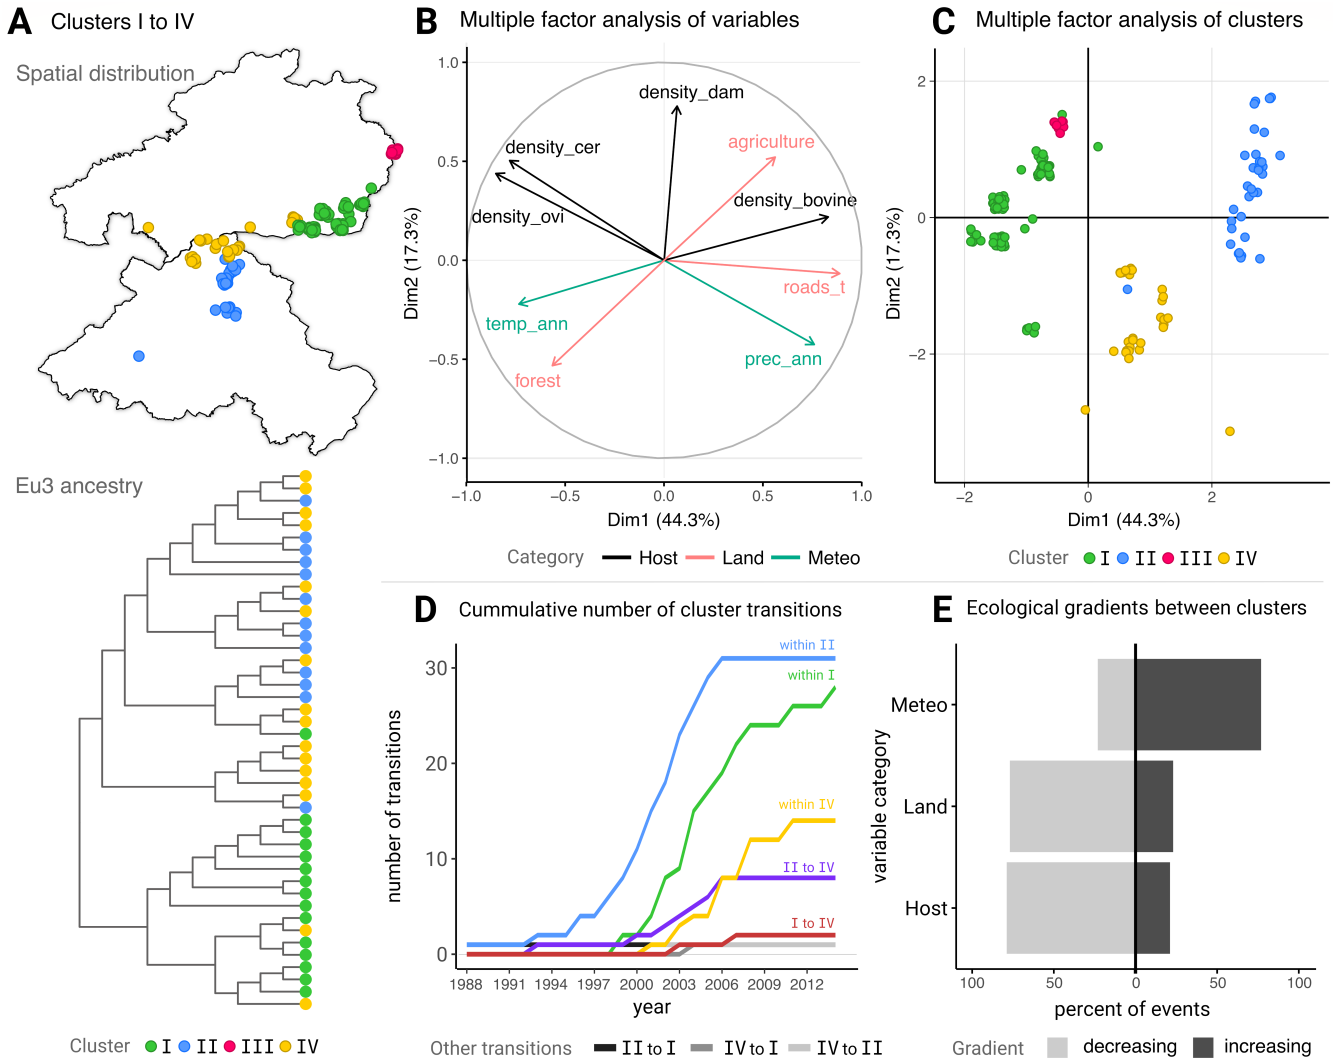 A Clusters I to IV
Spatial distribution
Eu3 ancestry
Cluster I II III IV
B Multiple factor analysis of variables
1.0
0.5
0.0
−0.5
−1.0
Dim2 (17.3%)
density_dam
agriculture
density_cer
density_bovine
density_ovi
roads_t
temp_ann
prec_ann
forest
−1.0 −0.5 0.0 0.5 1.0
Dim1 (44.3%)
Category Host Land Meteo
C Multiple factor analysis of clusters
2
0
−2
Dim2 (17.3%)
−2 0 2
Dim1 (44.3%)
Cluster I II III IV
D Cummulative number of cluster transitions
30
20
10
0
number of transitions
within II
within I
within IV
II to IV
I to IV
1988 1991 1994 1997 2000 2003 2006 2009 2012
year
Other transitions II to I IV to I IV to II
E Ecological gradients between clusters
variable category
Meteo
Land
Host
100 50 0 50 100
percent of events
Gradient decreasing increasing